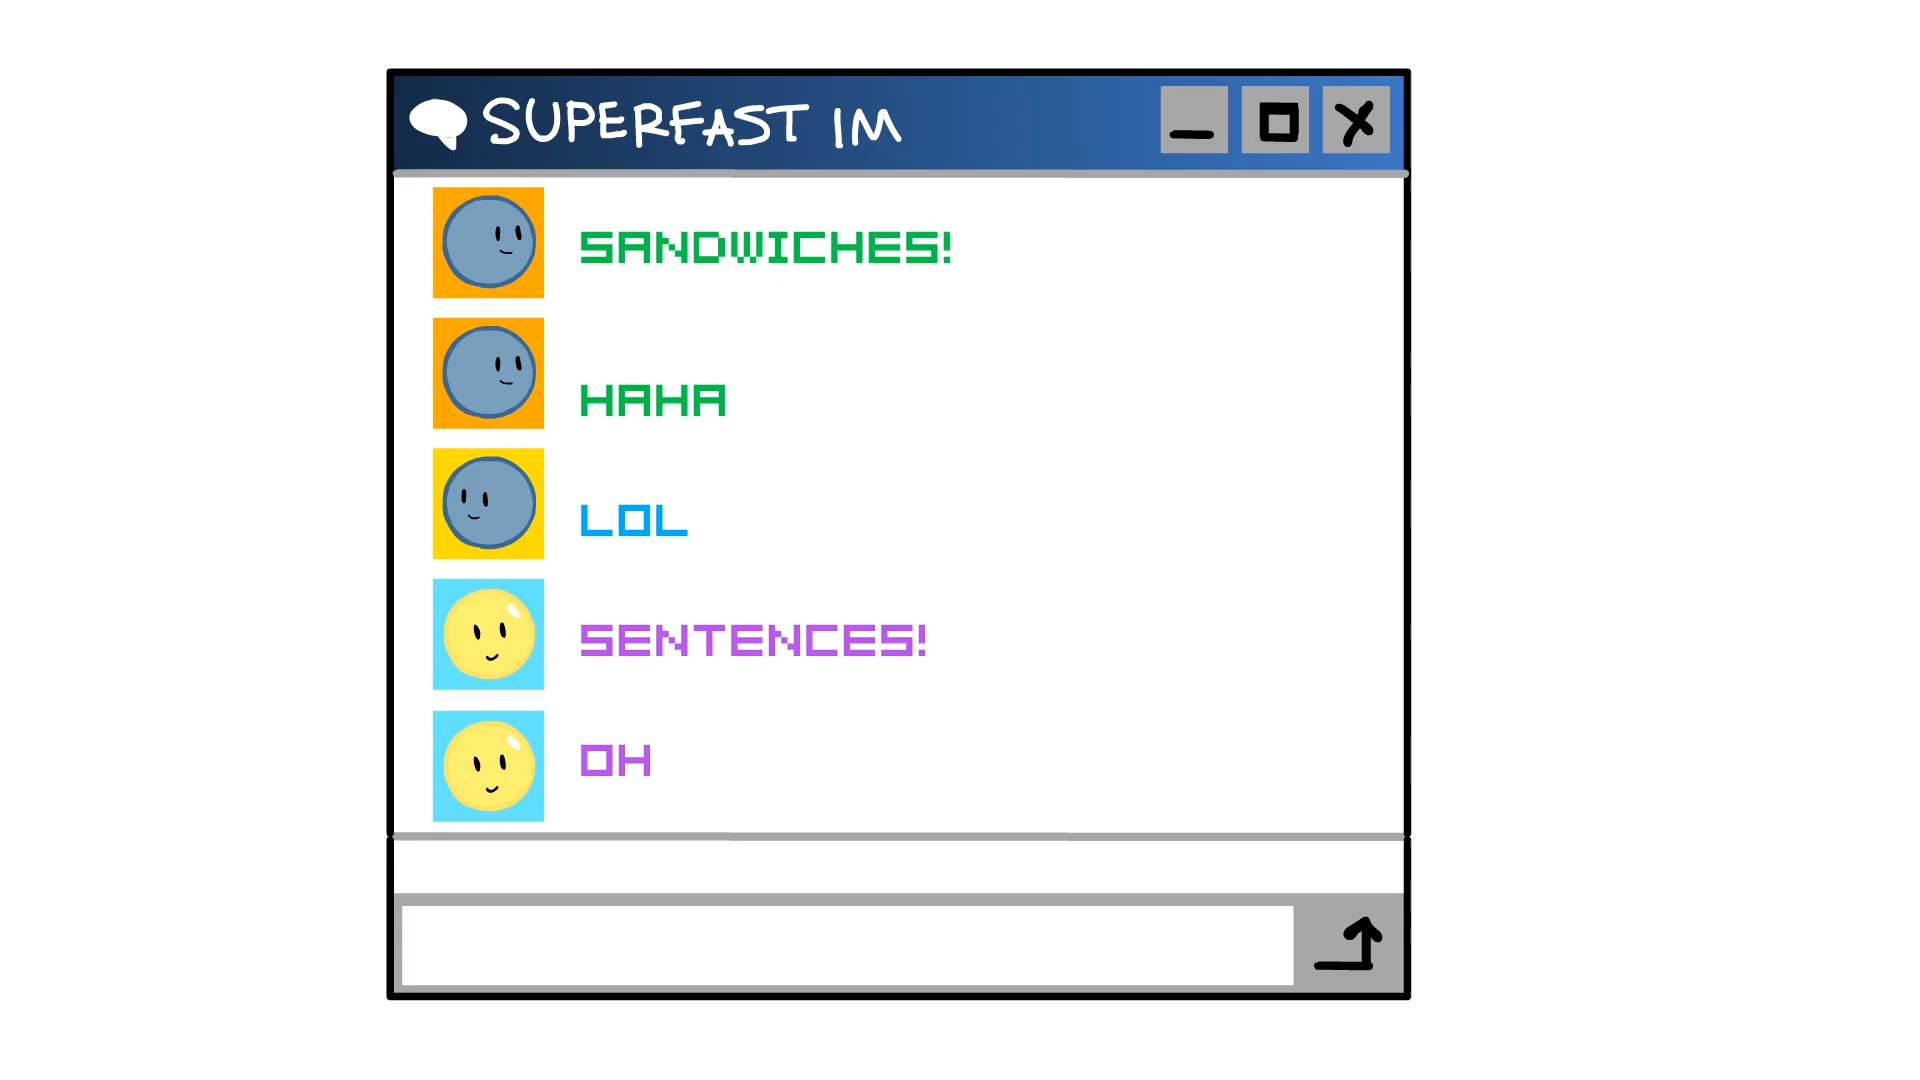 SUPERFAST IM
SANDWICHES!
HAHA
LOL
SENTENCES!
OH